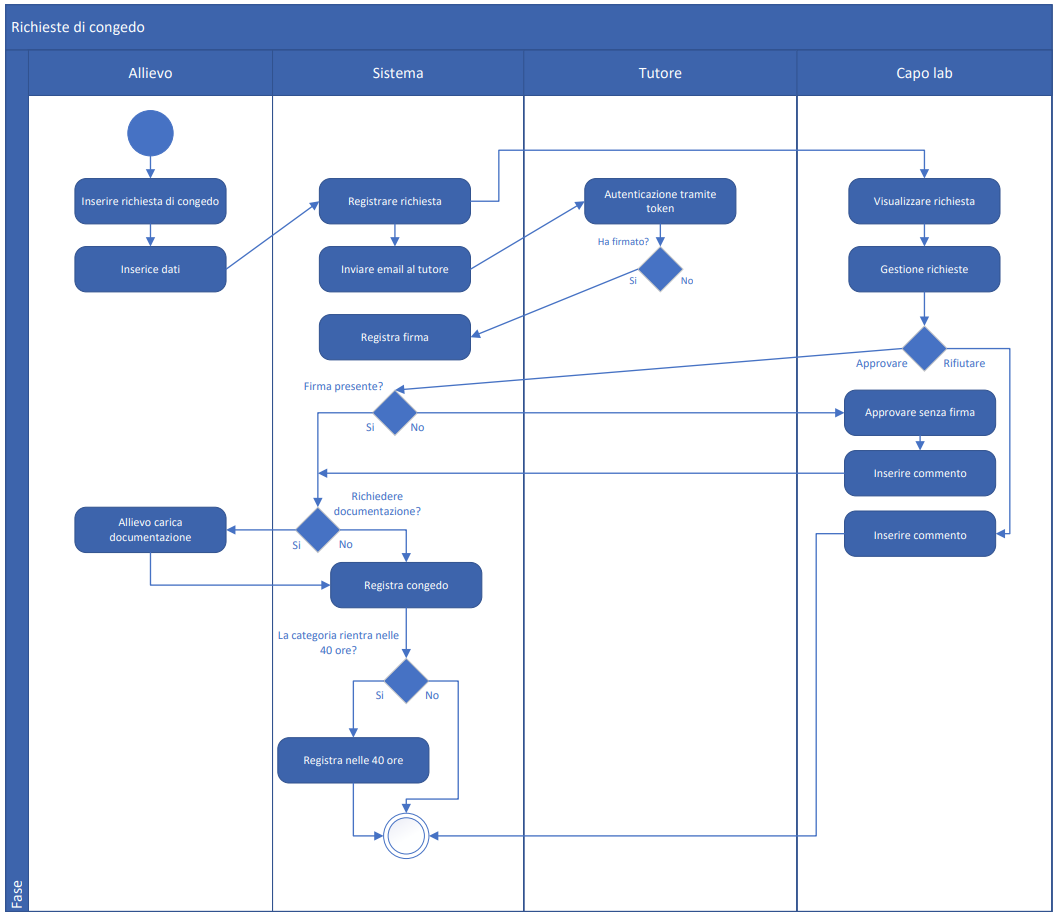 Richieste di congedo
Allievo
Sistema
Tutore
Capo lab
Inserire richiesta di congedo
Registrare richiesta
Autenticazione tramite
token
Visualizzare richiesta
Ha firmato?
Inserice dati
Inviare email al tutore
Si
No
Gestione richieste
Registra firma
Approvare
Rifiutare
Firma presente?
Si
No
Approvare senza firma
Inserire commento
Richiedere
documentazione?
Allievo carica
documentazione
Si
No
Inserire commento
Registra congedo
La categoria rientra nelle
40 ore?
Si
No
Registra nelle 40 ore
Fase